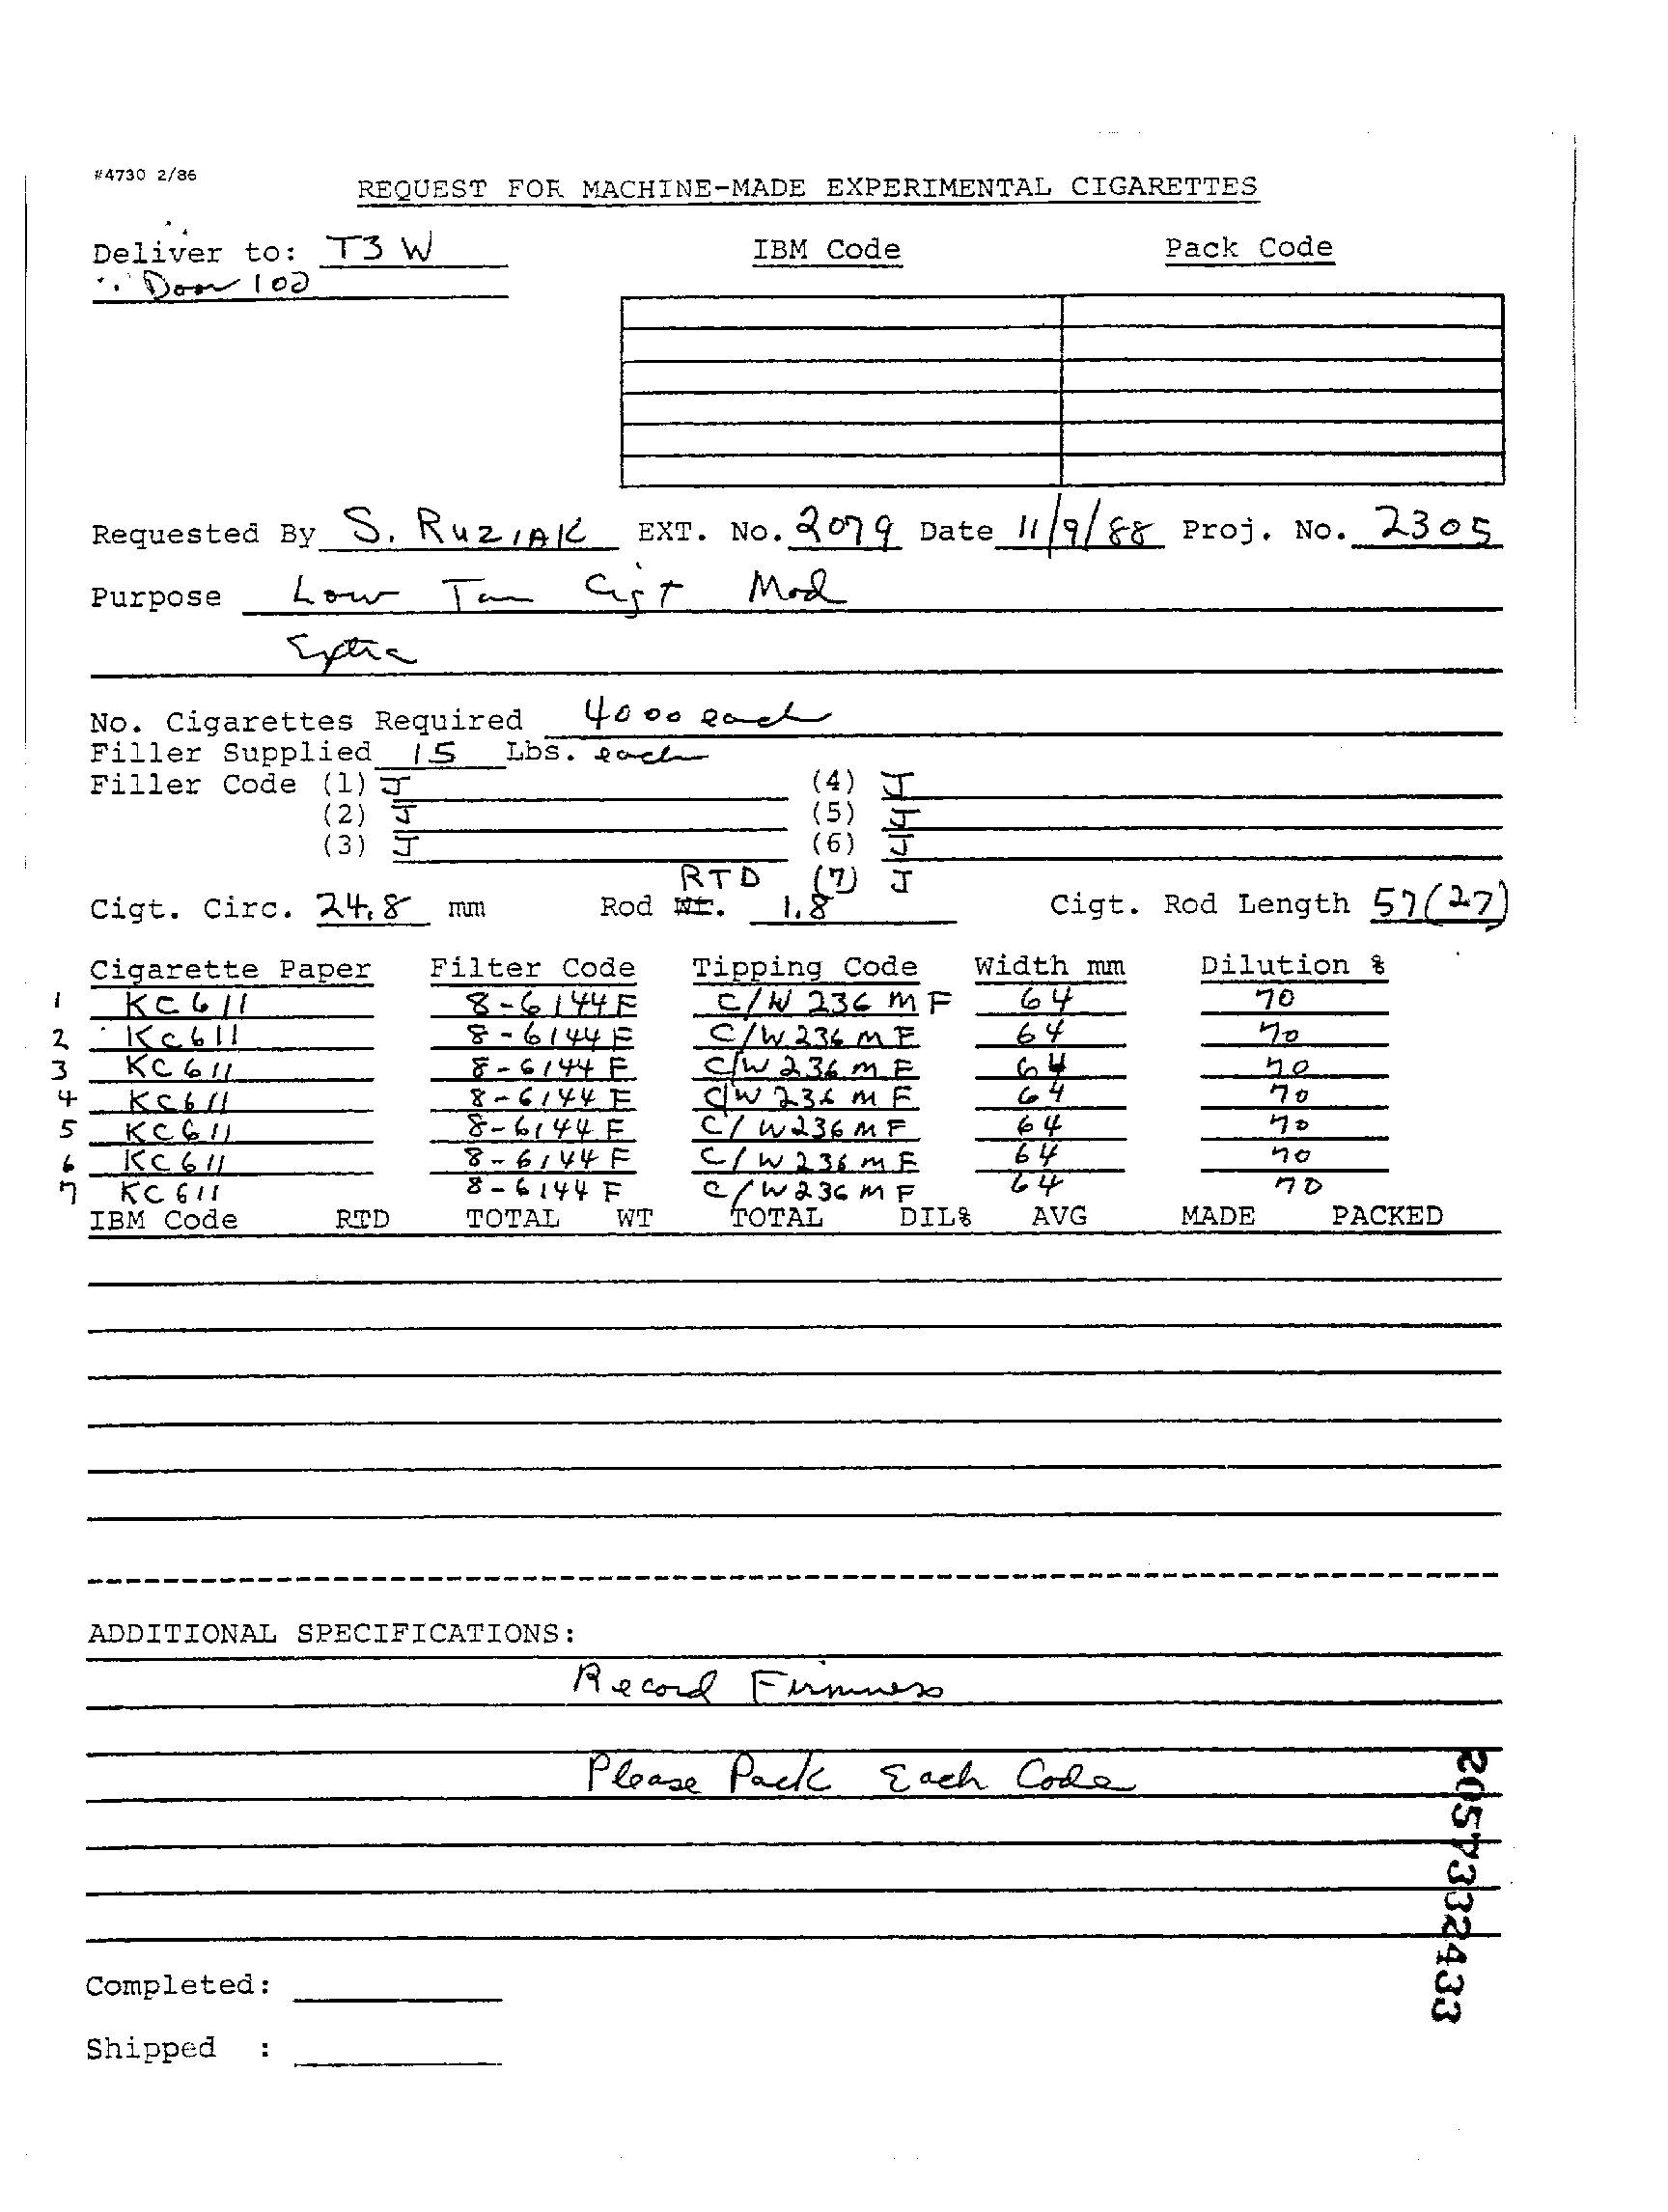 #4730 2/86
REQUEST FOR MACHINE-MADE EXPERIMENTAL CIGARETTES
Deliver to: T3 W IBM Code Pack Code
Door 102
Requested By S. RUZIAK EXT. No. 2079 Date 11/9/88 Proj. No. 2305
Purpose Low Tar Cigt Mod
No. Cigarettes Required 4000 each
Filler Supplied 15 Lbs. each
Filler Code (1) J (4) J
(2) J (5) J
(3) J (6) J
RTD (7) J
Cigt. Circ. 24.8 mm Rod Wt. 1.8 Cigt. Rod Length 57(27)
Cigarette Paper Filter Code Tipping Code Width mm Dilution %
1 KC611 8-6144F C/W 236 MF 64 70
2 KC611 8-6144F C/W 236 MF 64 70
3 KC611 8-6144F C/W 236 MF 64 70
4 KC611 8-6144F C/W 236 MF 64 70
5 KC611 8-6144F C/W 236 MF 64 70
6 KC611 8-6144F C/W 236 MF 64 70
7 KC611 8-6144F C/W 236 MF 64 70
IBM Code RTD TOTAL WT TOTAL DIL% AVG MADE PACKED
ADDITIONAL SPECIFICATIONS:
Record Firmness
Please Pack Each Code
2057332433
Completed:
Shipped :